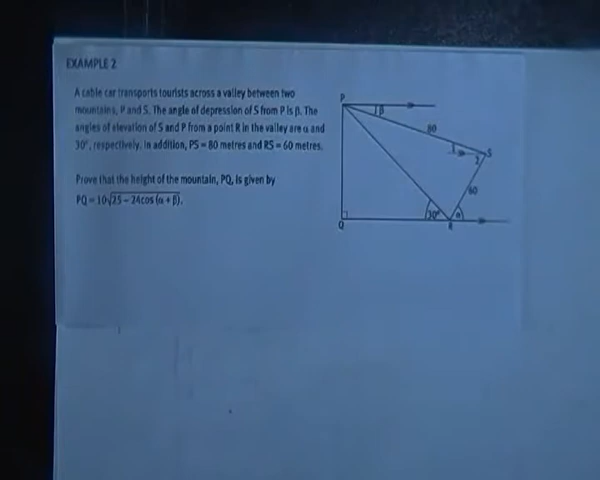 EXAMPLE 2
A cable car transports tourists across a valley between two
mountains, P and S. The angle of depression of S from P is β. The
angles of elevation of S and P from a point R in the valley are α and
30°, respectively. In addition, PS = 80 metres and RS = 60 metres.
Prove that the height of the mountain, PQ, is given by
PQ = 10√25 – 24cos (α + β).
P
β
80
1
S
2
60
30°
α
Q
R